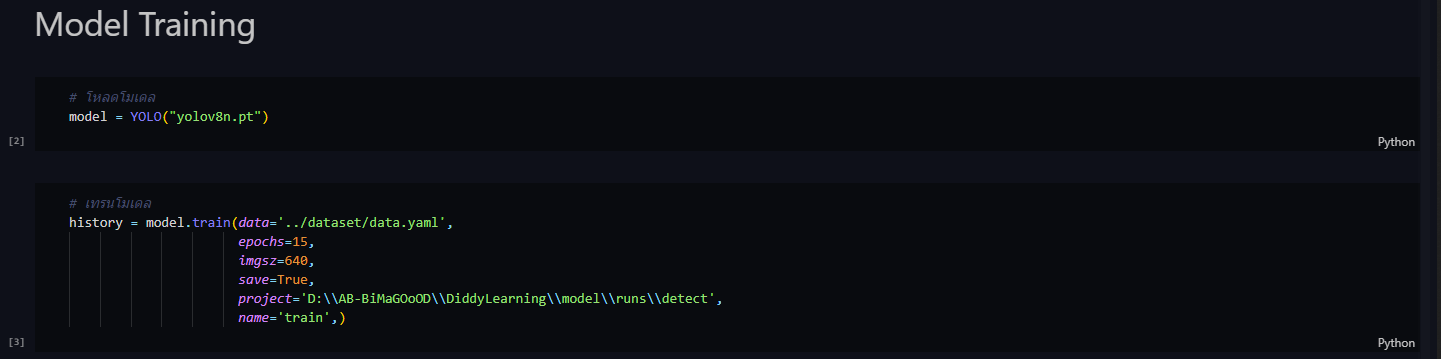 Model Training
# โหลดโมเดล
model = YOLO("yolov8n.pt")
[2]
Python
# เทรนโมเดล
history = model.train(data='../dataset/data.yaml',
epochs=15,
imgsz=640,
save=True,
project='D:\\AB-BiMaGOoOD\\DiddyLearning\\model\\runs\\detect',
name='train',)
[3]
Python